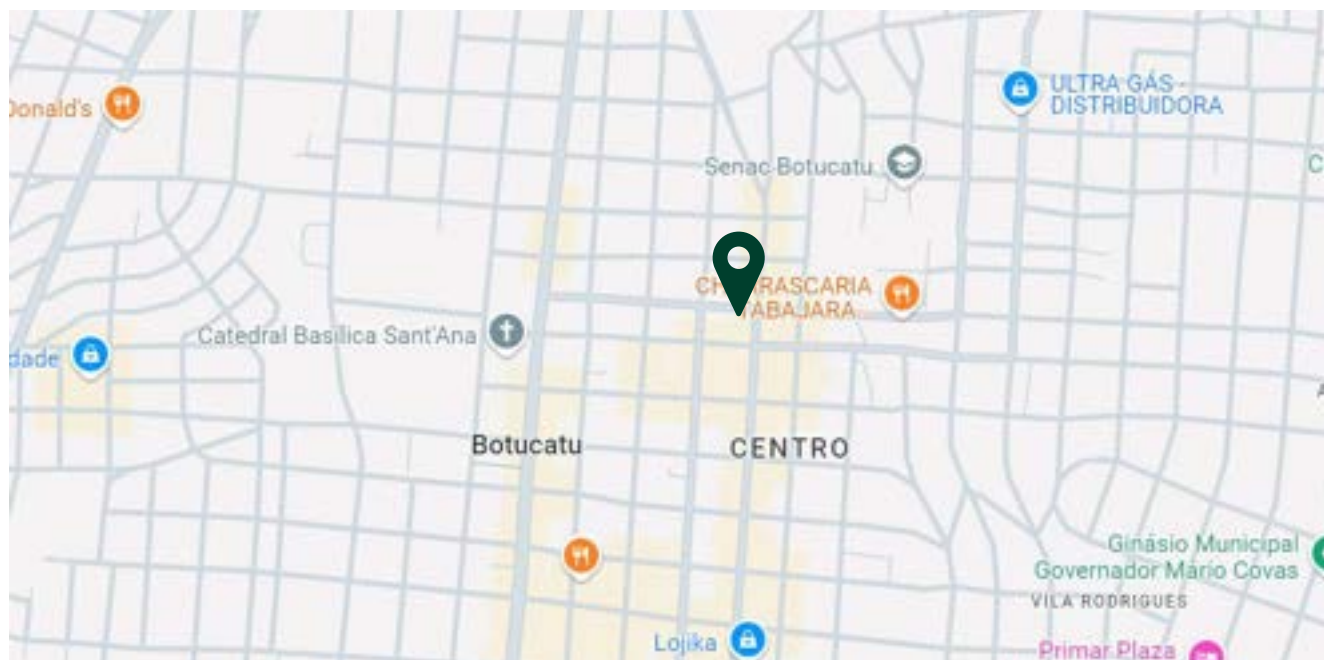 Donald's
ULTRA GÁS -
DISTRIBUIDORA
Senac Botucatu
CH RASCARIA
TABAJARA
Catedral Basílica Sant'Ana
dade
Botucatu
CENTRO
Ginásio Municipal
Governador Mário Covas
VILA RODRIGUES
Lojika
Primar Plaza